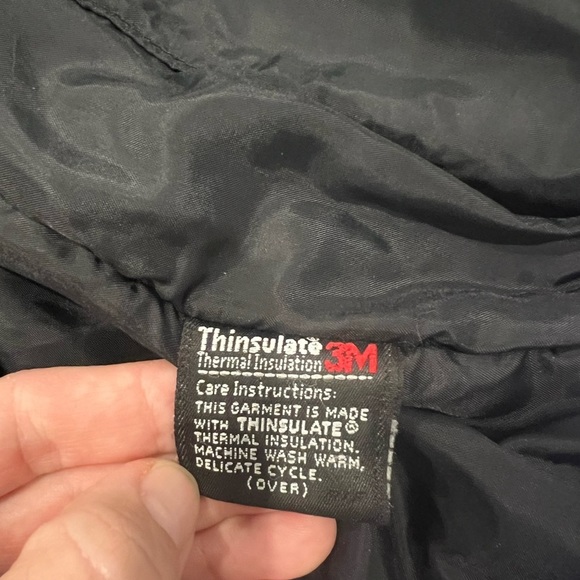 Thinsulate 3M
Thermal Insulation
Care Instructions:
THIS GARMENT IS MADE
WITH THINSULATE®
THERMAL INSULATION.
MACHINE WASH WARM,
DELICATE CYCLE.
(OVER)